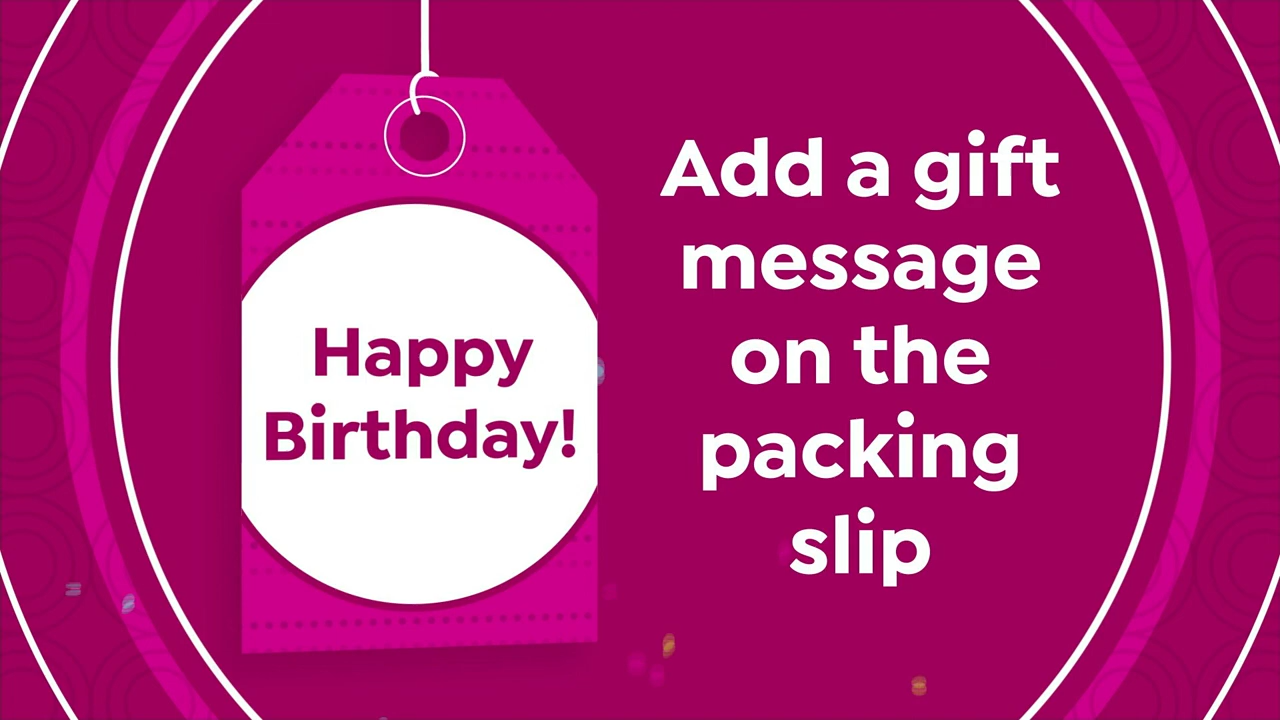 Happy
Birthday!
Add a gift
message
on the
packing
slip